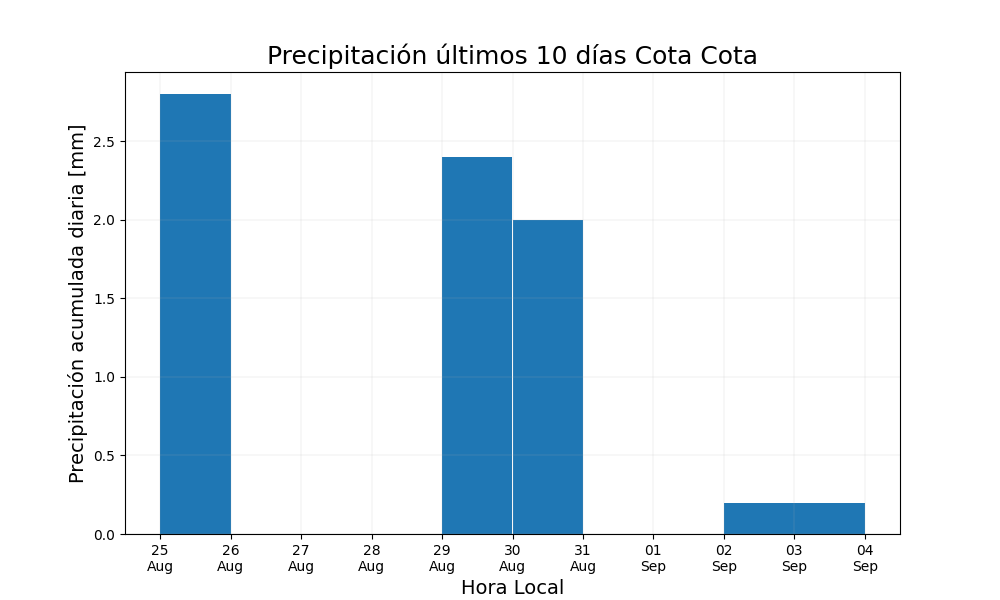 Precipitación últimos 10 días Cota Cota
Precipitación acumulada diaria [mm]
2.5
2.0
1.5
1.0
0.5
0.0
25 26 27 28 29 30 31 01 02 03 04
Aug Aug Aug Aug Aug Aug Aug Sep Sep Sep Sep
Hora Local